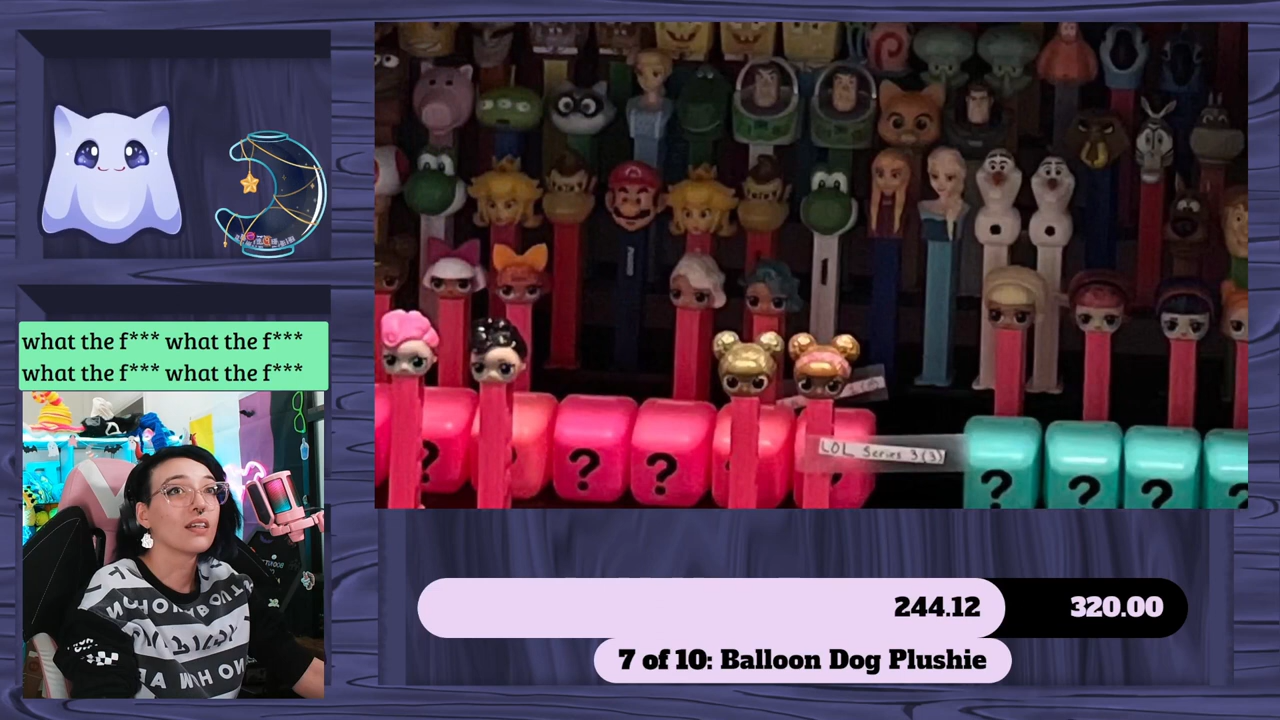 what the f*** what the f***
what the f*** what the f***
?
?
?
LOL Series 3(3)
?
?
?
?
244.12
320.00
7 of 10: Balloon Dog Plushie